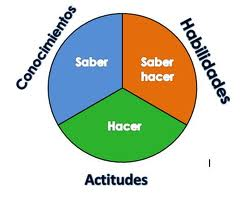 Conocimientos
Habilidades
Saber
Saber
hacer
Hacer
Actitudes